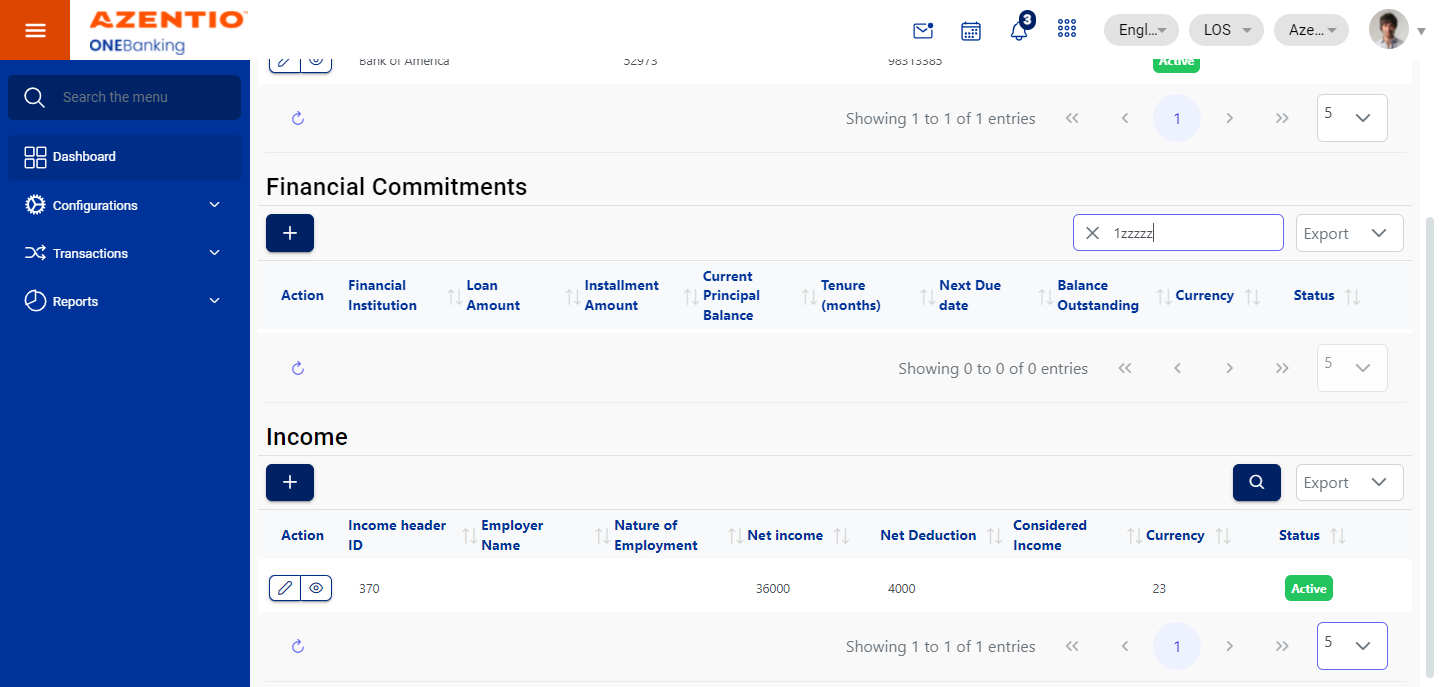 AZENTIO™
ONEBanking
3
Engl...
LOS
Aze...
Search the menu
Dashboard
Configurations
Transactions
Reports
Bank of America 52973 98313385 Active
Showing 1 to 1 of 1 entries 1 5
Financial Commitments
1zzzzz Export
Action Financial Institution Loan Amount Installment Amount Current Principal Balance Tenure (months) Next Due date Balance Outstanding Currency Status
Showing 0 to 0 of 0 entries 5
Income
Export
Action Income header ID Employer Name Nature of Employment Net income Net Deduction Considered Income Currency Status
370 36000 4000 23 Active
Showing 1 to 1 of 1 entries 1 5